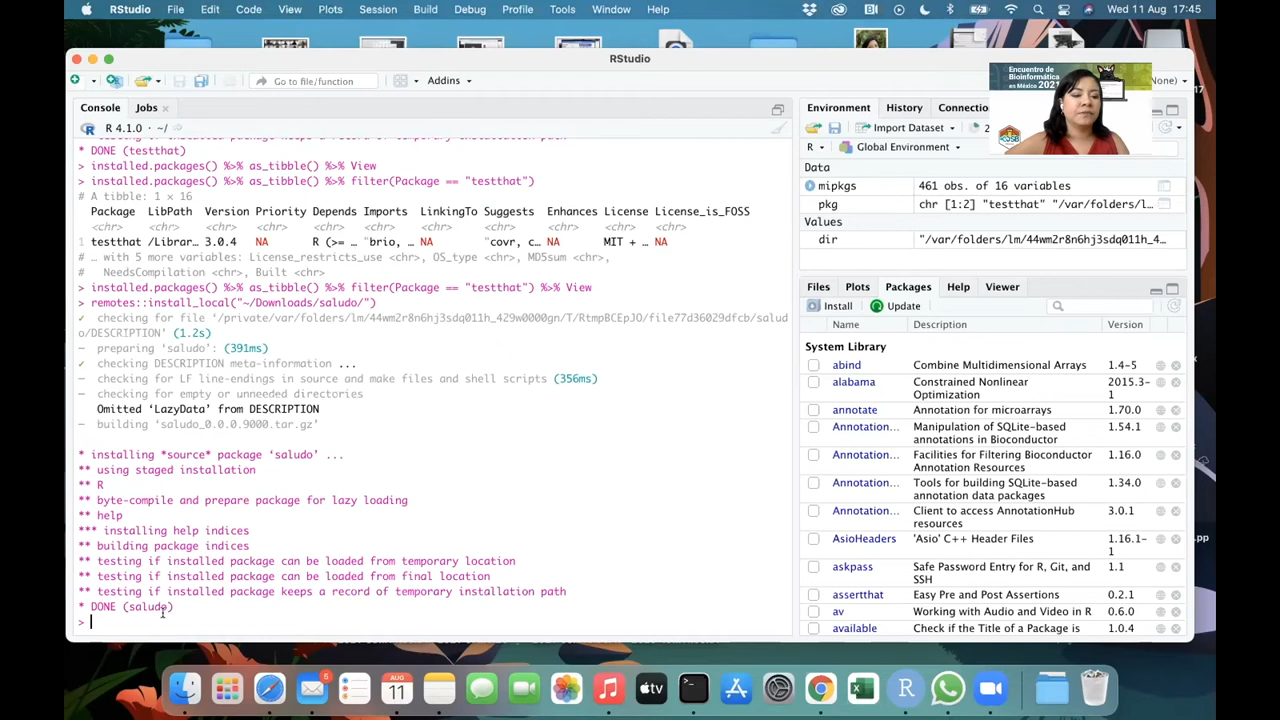 RStudio File Edit Code View Plots Session Build Debug Profile Tools Window Help Wed 11 Aug 17:45
RStudio
Go to file/function Addins
Console Jobs
R 4.1.0 · ~/
* DONE (testthat)
> installed.packages() %>% as_tibble() %>% View
> installed.packages() %>% as_tibble() %>% filter(Package == "testthat")
# A tibble: 1 × 16
Package LibPath Version Priority Depends Imports LinkingTo Suggests Enhances License License_is_FOSS
<chr> <chr> <chr> <chr> <chr> <chr> <chr> <chr> <chr> <chr> <chr>
1 testthat /Librar… 3.0.4 NA R (>= … "brio, … NA "covr, c… NA MIT + … NA
# … with 5 more variables: License_restricts_use <chr>, OS_type <chr>, MD5sum <chr>,
# NeedsCompilation <chr>, Built <chr>
> installed.packages() %>% as_tibble() %>% filter(Package == "testthat") %>% View
> remotes::install_local("~/Downloads/saludo/")
✓ checking for file '/private/var/folders/lm/44wm2r8n6hj3sdq011h_429w0000gn/T/RtmpBCEpJO/file77d36029dfcb/salud
o/DESCRIPTION' (1.2s)
– preparing ‘saludo’: (391ms)
✓ checking DESCRIPTION meta-information ...
– checking for LF line-endings in source and make files and shell scripts (356ms)
– checking for empty or unneeded directories
Omitted ‘LazyData’ from DESCRIPTION
– building ‘saludo_0.0.0.9000.tar.gz’
* installing *source* package ‘saludo’ ...
** using staged installation
** R
** byte-compile and prepare package for lazy loading
** help
*** installing help indices
** building package indices
** testing if installed package can be loaded from temporary location
** testing if installed package can be loaded from final location
** testing if installed package keeps a record of temporary installation path
* DONE (saludo)
>
Encuentro de
Bioinformática
en México 2021
None)
Environment History
Import Dataset
R Global Environment
Data
mipkgs 461 obs. of 16 variables
pkg chr [1:2] "testthat" "/var/folders/l…
Values
dir "/var/folders/lm/44wm2r8n6hj3sdq011h_4…
Files Plots Packages Help Viewer
Install Update
Name Description Version
System Library
abind Combine Multidimensional Arrays 1.4-5
alabama Constrained Nonlinear Optimization 2015.3-1
annotate Annotation for microarrays 1.70.0
Annotation… Manipulation of SQLite-based annotations in Bioconductor 1.54.1
Annotation… Facilities for Filtering Bioconductor Annotation Resources 1.16.0
Annotation… Tools for building SQLite-based annotation data packages 1.34.0
Annotation… Client to access AnnotationHub resources 3.0.1
AsioHeaders 'Asio' C++ Header Files 1.16.1-1
askpass Safe Password Entry for R, Git, and SSH 1.1
assertthat Easy Pre and Post Assertions 0.2.1
av Working with Audio and Video in R 0.6.0
available Check if the Title of a Package is 1.0.4
5
AUG
11
tv
R